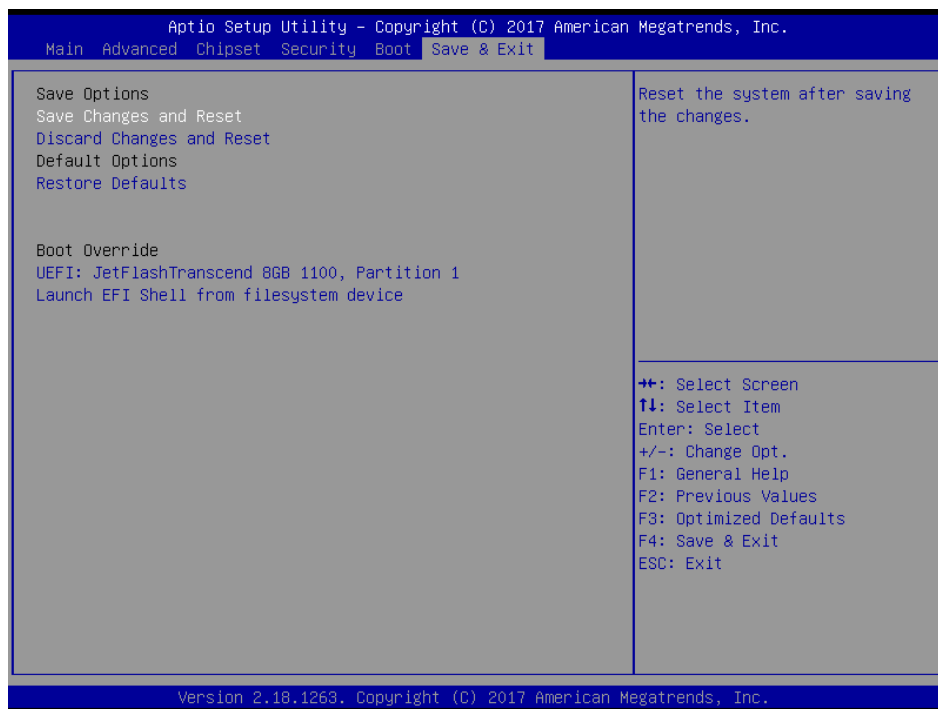 Aptio Setup Utility – Copyright (C) 2017 American Megatrends, Inc.
Main Advanced Chipset Security Boot Save & Exit
Save Options
Save Changes and Reset
Discard Changes and Reset
Default Options
Restore Defaults
Boot Override
UEFI: JetFlashTranscend 8GB 1100, Partition 1
Launch EFI Shell from filesystem device
Reset the system after saving
the changes.
→←: Select Screen
↑↓: Select Item
Enter: Select
+/-: Change Opt.
F1: General Help
F2: Previous Values
F3: Optimized Defaults
F4: Save & Exit
ESC: Exit
Version 2.18.1263. Copyright (C) 2017 American Megatrends, Inc.